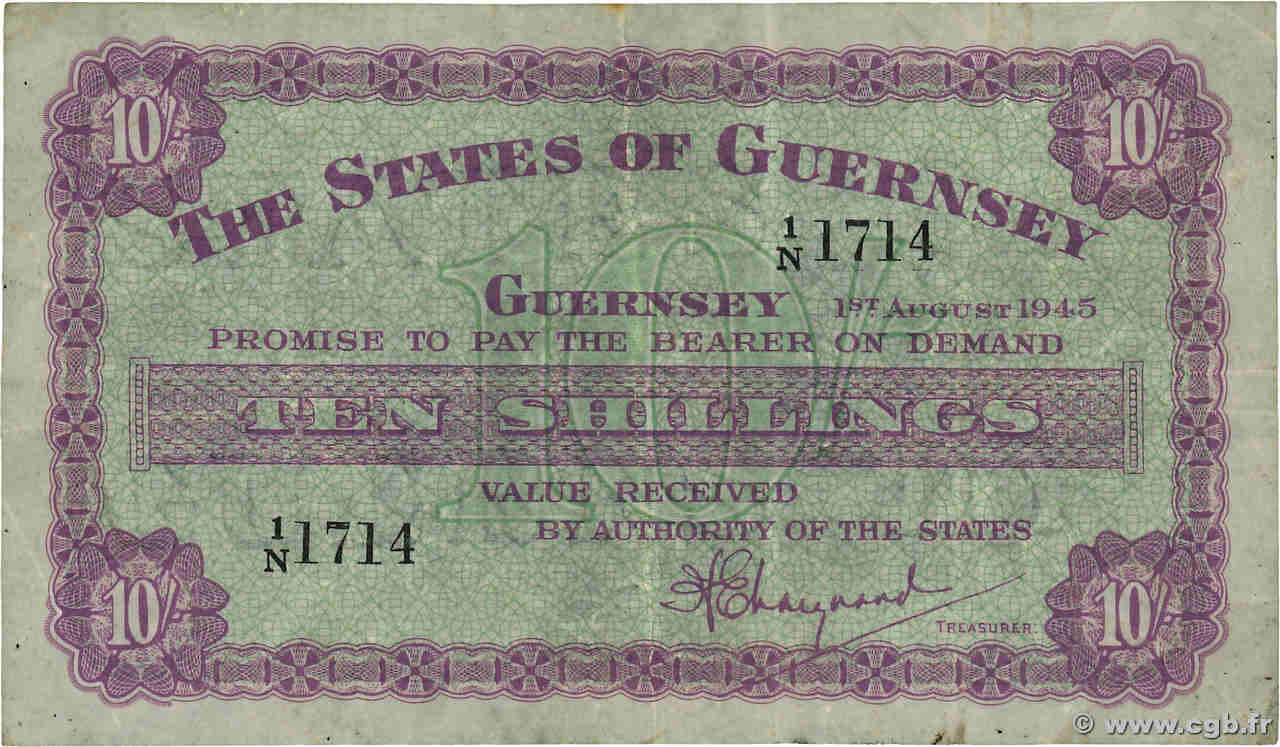 10/-
10/-
THE STATES OF GUERNSEY
1/N 1714
10/-
GUERNSEY 1ST AUGUST 1945
PROMISE TO PAY THE BEARER ON DEMAND
TEN SHILLINGS
VALUE RECEIVED
BY AUTHORITY OF THE STATES
1/N 1714
TREASURER.
10/-
10/-
© www.cgb.fr